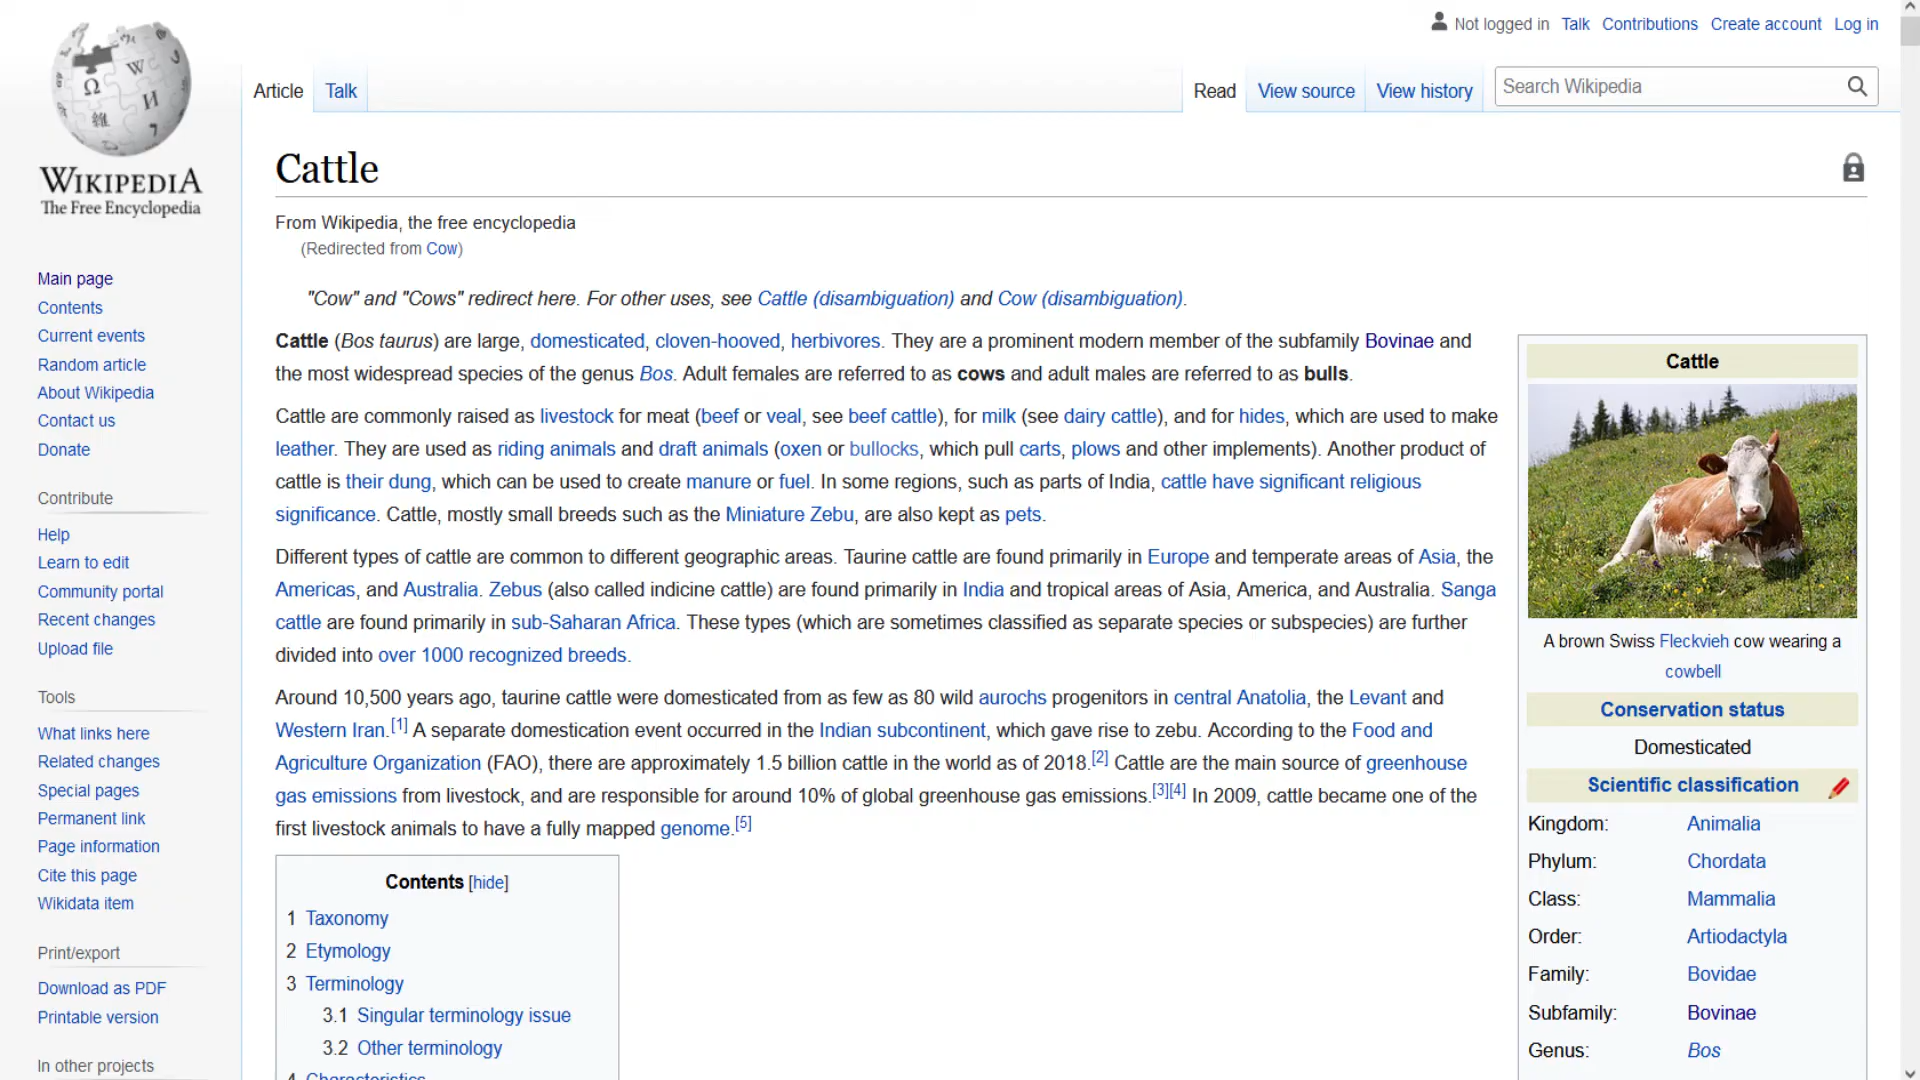 Not logged in Talk Contributions Create account Log in
Article Talk Read View source View history Search Wikipedia
WIKIPEDIA
The Free Encyclopedia
Main page
Contents
Current events
Random article
About Wikipedia
Contact us
Donate
Contribute
Help
Learn to edit
Community portal
Recent changes
Upload file
Tools
What links here
Related changes
Special pages
Permanent link
Page information
Cite this page
Wikidata item
Print/export
Download as PDF
Printable version
In other projects
Cattle
From Wikipedia, the free encyclopedia
(Redirected from Cow)
"Cow" and "Cows" redirect here. For other uses, see Cattle (disambiguation) and Cow (disambiguation).
Cattle (Bos taurus) are large, domesticated, cloven-hooved, herbivores. They are a prominent modern member of the subfamily Bovinae and
the most widespread species of the genus Bos. Adult females are referred to as cows and adult males are referred to as bulls.
Cattle are commonly raised as livestock for meat (beef or veal, see beef cattle), for milk (see dairy cattle), and for hides, which are used to make
leather. They are used as riding animals and draft animals (oxen or bullocks, which pull carts, plows and other implements). Another product of
cattle is their dung, which can be used to create manure or fuel. In some regions, such as parts of India, cattle have significant religious
significance. Cattle, mostly small breeds such as the Miniature Zebu, are also kept as pets.
Different types of cattle are common to different geographic areas. Taurine cattle are found primarily in Europe and temperate areas of Asia, the
Americas, and Australia. Zebus (also called indicine cattle) are found primarily in India and tropical areas of Asia, America, and Australia. Sanga
cattle are found primarily in sub-Saharan Africa. These types (which are sometimes classified as separate species or subspecies) are further
divided into over 1000 recognized breeds.
Around 10,500 years ago, taurine cattle were domesticated from as few as 80 wild aurochs progenitors in central Anatolia, the Levant and
Western Iran.[1] A separate domestication event occurred in the Indian subcontinent, which gave rise to zebu. According to the Food and
Agriculture Organization (FAO), there are approximately 1.5 billion cattle in the world as of 2018.[2] Cattle are the main source of greenhouse
gas emissions from livestock, and are responsible for around 10% of global greenhouse gas emissions.[3][4] In 2009, cattle became one of the
first livestock animals to have a fully mapped genome.[5]
Contents [hide]
1 Taxonomy
2 Etymology
3 Terminology
3.1 Singular terminology issue
3.2 Other terminology
4 Characteristics
Cattle
A brown Swiss Fleckvieh cow wearing a
cowbell
Conservation status
Domesticated
Scientific classification
Kingdom: Animalia
Phylum: Chordata
Class: Mammalia
Order: Artiodactyla
Family: Bovidae
Subfamily: Bovinae
Genus: Bos